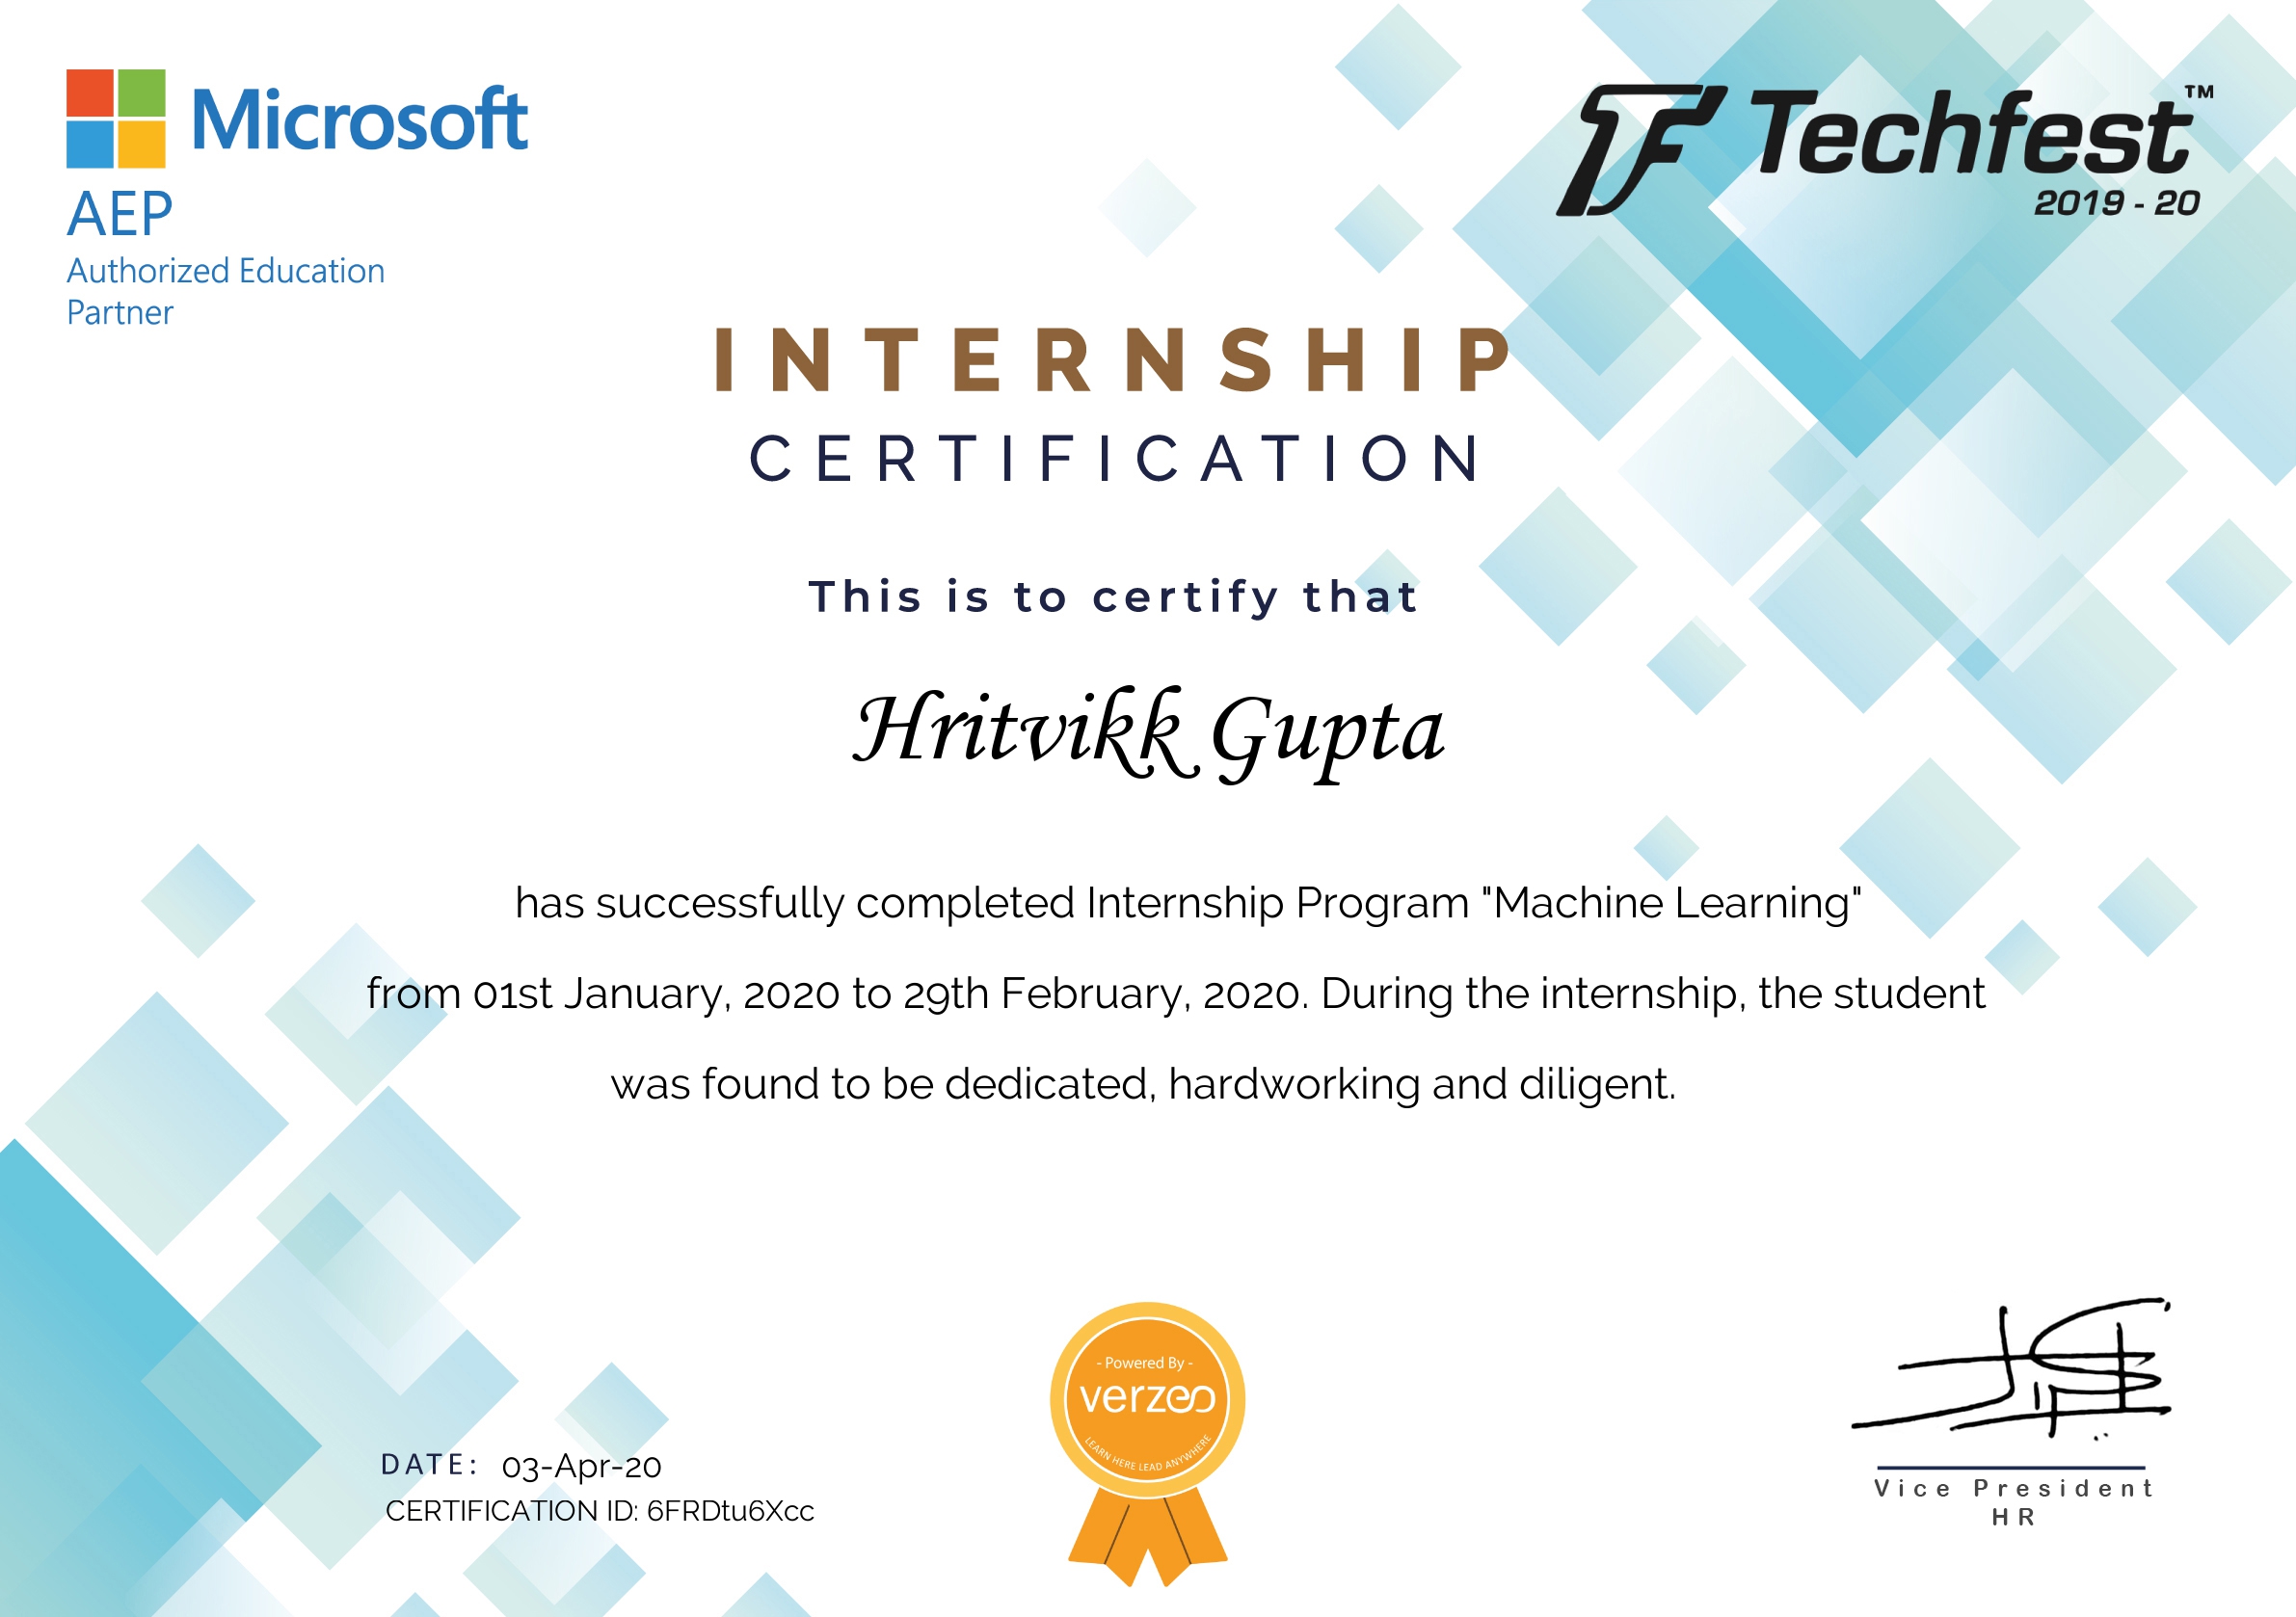 Microsoft
AEP
Authorized Education
Partner
Techfest™
2019 - 20
INTERNSHIP
CERTIFICATION
This is to certify that
Hritvikk Gupta
has successfully completed Internship Program "Machine Learning"
from 01st January, 2020 to 29th February, 2020. During the internship, the student
was found to be dedicated, hardworking and diligent.
DATE: 03-Apr-20
CERTIFICATION ID: 6FRDtu6Xcc
- Powered By -
verzeo
LEARN HERE LEAD ANYWHERE
Vice President
HR